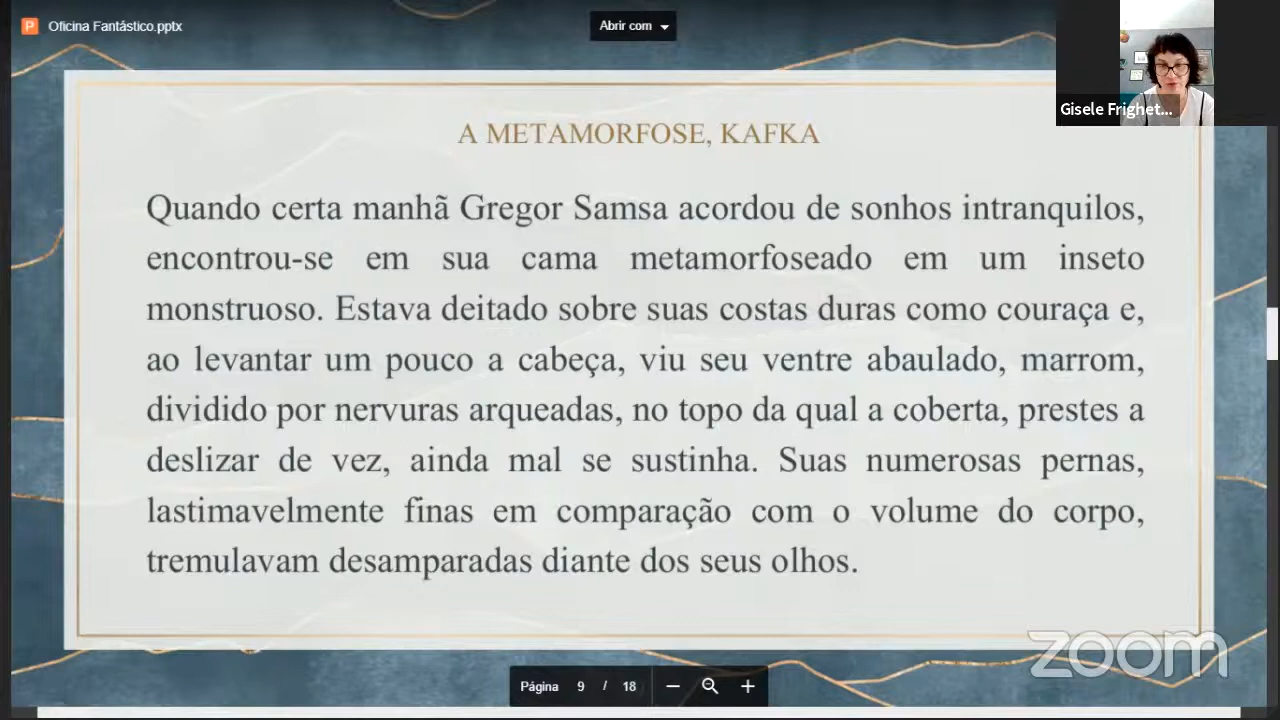 P Oficina Fantástico.pptx
Abrir com
Gisele Frighet...
A METAMORFOSE, KAFKA
Quando certa manhã Gregor Samsa acordou de sonhos intranquilos,
encontrou-se em sua cama metamorfoseado em um inseto
monstruoso. Estava deitado sobre suas costas duras como couraça e,
ao levantar um pouco a cabeça, viu seu ventre abaulado, marrom,
dividido por nervuras arqueadas, no topo da qual a coberta, prestes a
deslizar de vez, ainda mal se sustinha. Suas numerosas pernas,
lastimavelmente finas em comparação com o volume do corpo,
tremulavam desamparadas diante dos seus olhos.
zoom
Página 9 / 18